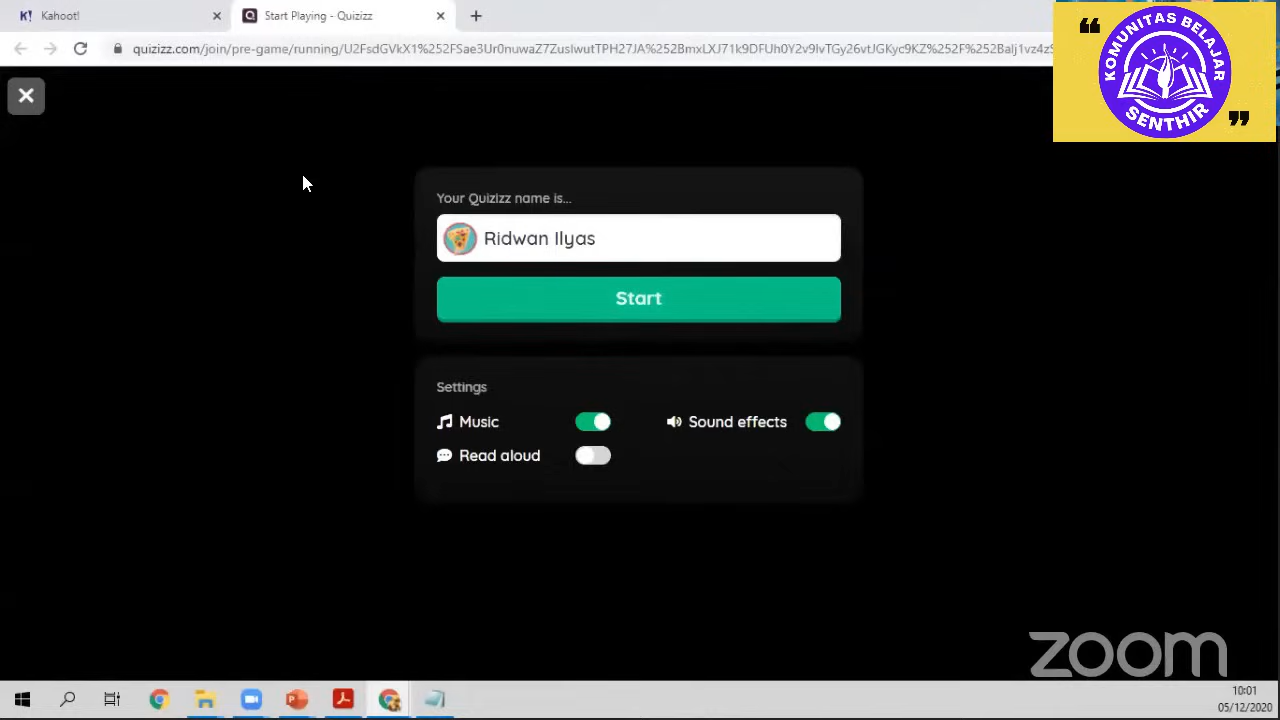 Kahoot!
Start Playing - Quizizz
KOMUNITAS BELAJAR
SENTHIR
Your Quizizz name is...
Ridwan Ilyas
Start
Settings
Music
Sound effects
Read aloud
zoom
10:01
05/12/2020